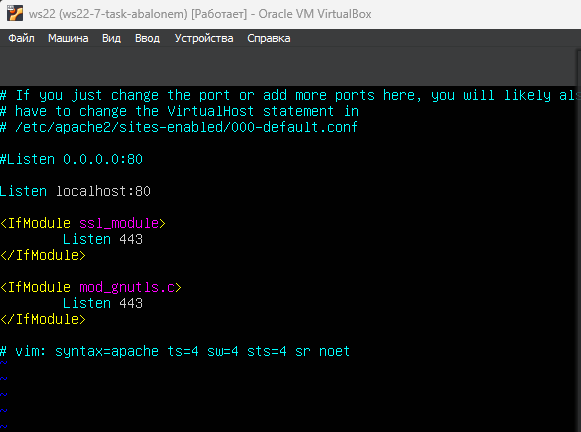 ws22 (ws22-7-task-abalonem) [Работает] - Oracle VM VirtualBox
Файл Машина Вид Ввод Устройства Справка
# If you just change the port or add more ports here, you will likely als
# have to change the VirtualHost statement in
# /etc/apache2/sites-enabled/000-default.conf
#Listen 0.0.0.0:80
Listen localhost:80
<IfModule ssl_module>
Listen 443
</IfModule>
<IfModule mod_gnutls.c>
Listen 443
</IfModule>
# vim: syntax=apache ts=4 sw=4 sts=4 sr noet
~
~
~
~
~